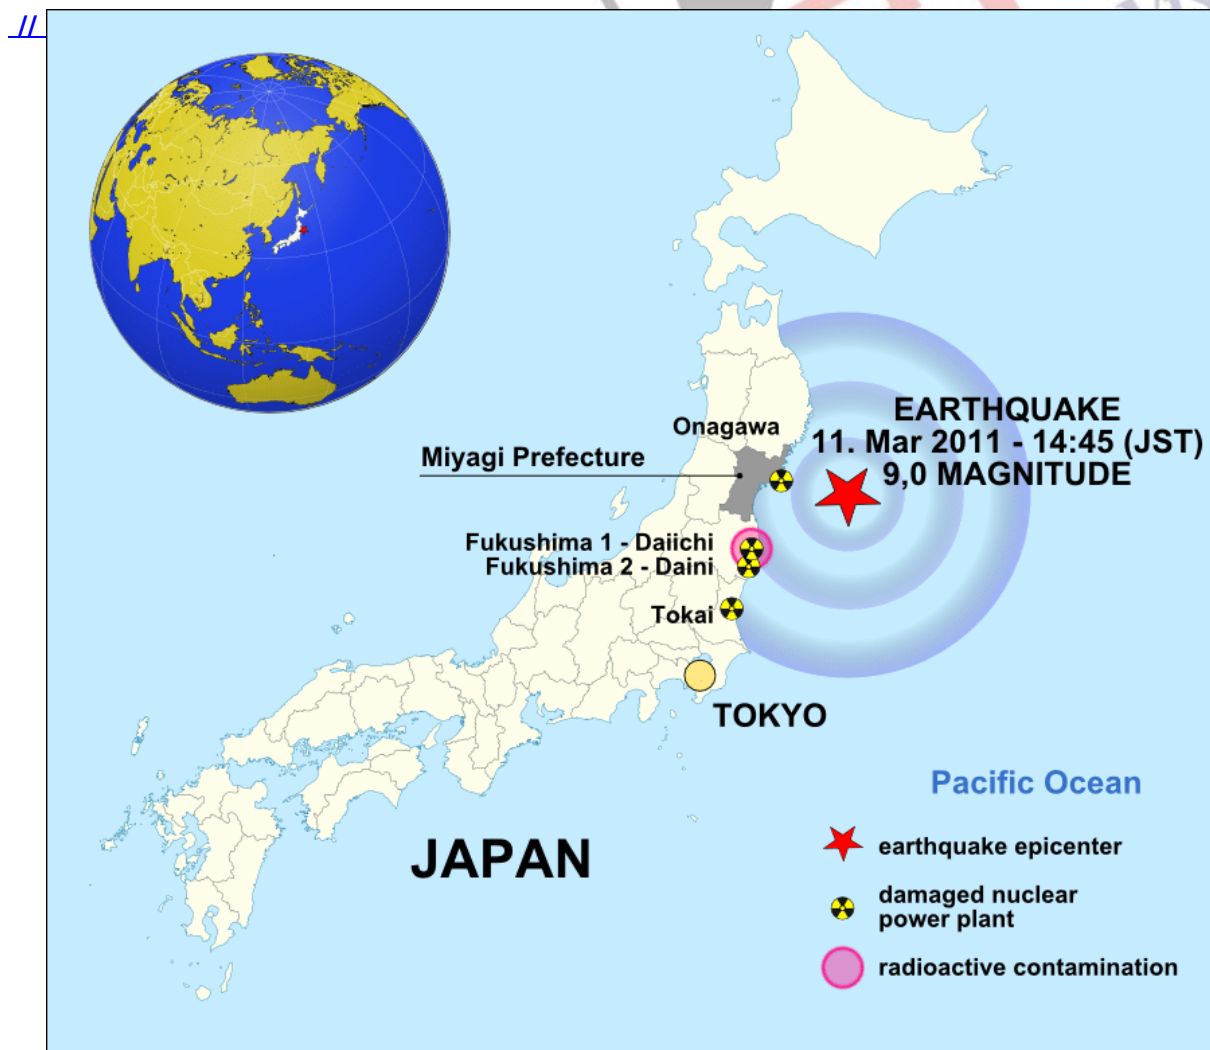 //
EARTHQUAKE
11. Mar 2011 - 14:45 (JST)
9,0 MAGNITUDE
Onagawa
Miyagi Prefecture
Fukushima 1 - Daiichi
Fukushima 2 - Daini
Tokai
TOKYO
Pacific Ocean
JAPAN
earthquake epicenter
damaged nuclear
power plant
radioactive contamination